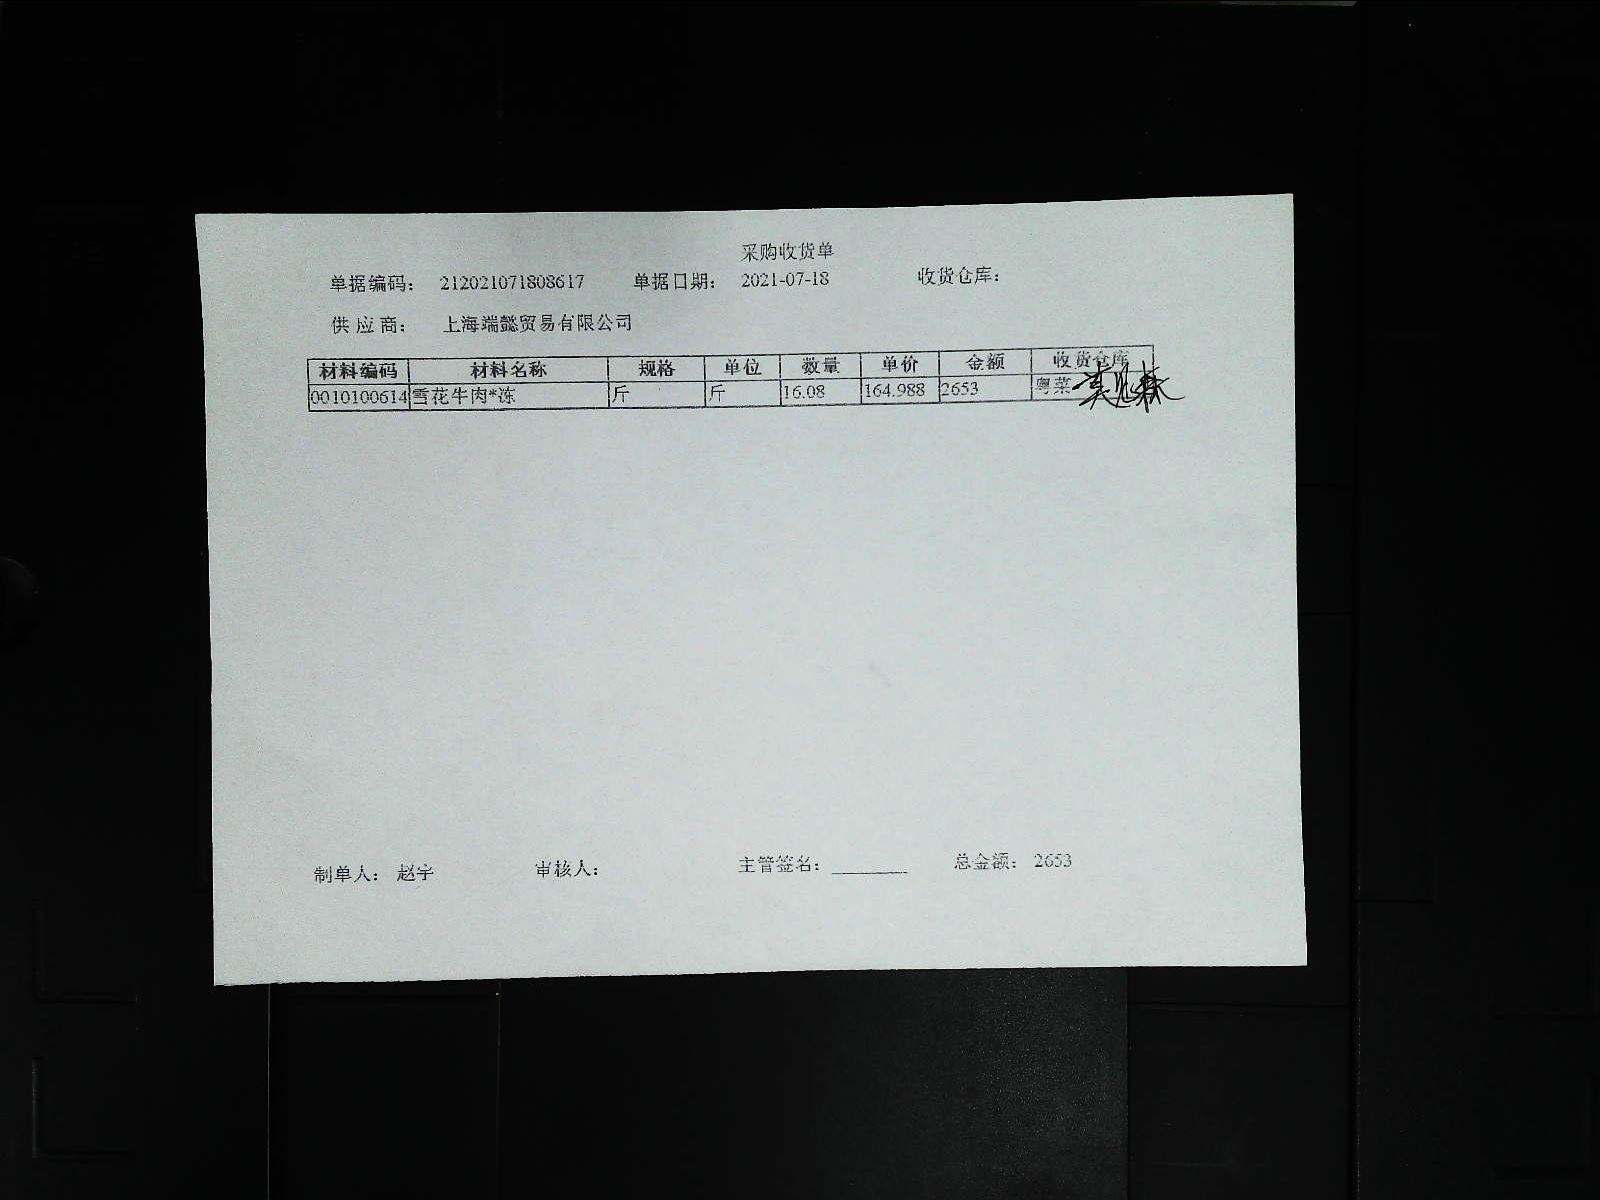 采购收货单
单据编码： 212021071808617 单据日期： 2021-07-18 收货仓库：
供应商： 上海端懿贸易有限公司
材料编码 材料名称 规格 单位 数量 单价 金额 收货仓库
0010100614 雪花牛肉*冻 斤 斤 16.08 164.988 2653 粤菜
制单人： 赵宇 审核人： 主管签名： 总金额： 2653